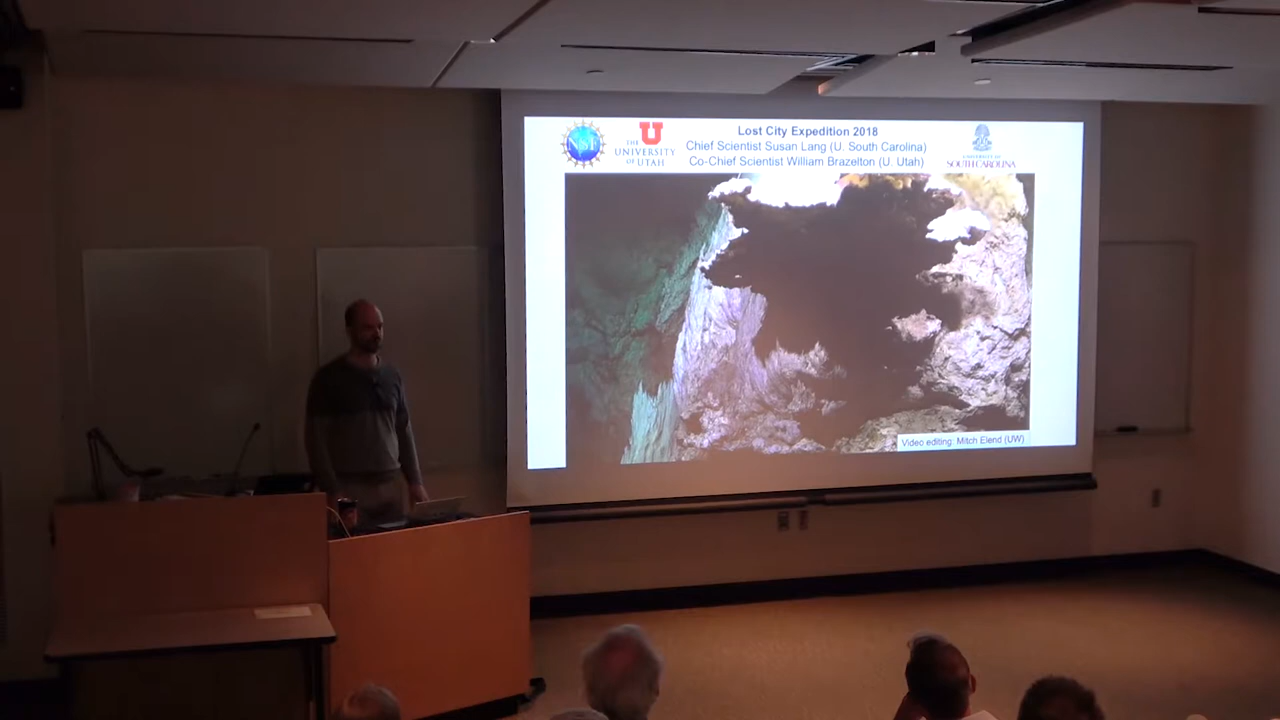 Lost City Expedition 2018
Chief Scientist Susan Lang (U. South Carolina)
Co-Chief Scientist William Brazelton (U. Utah)
NSF
U
THE
UNIVERSITY
OF UTAH
UNIVERSITY OF
SOUTH CAROLINA
Video editing: Mitch Elend (UW)